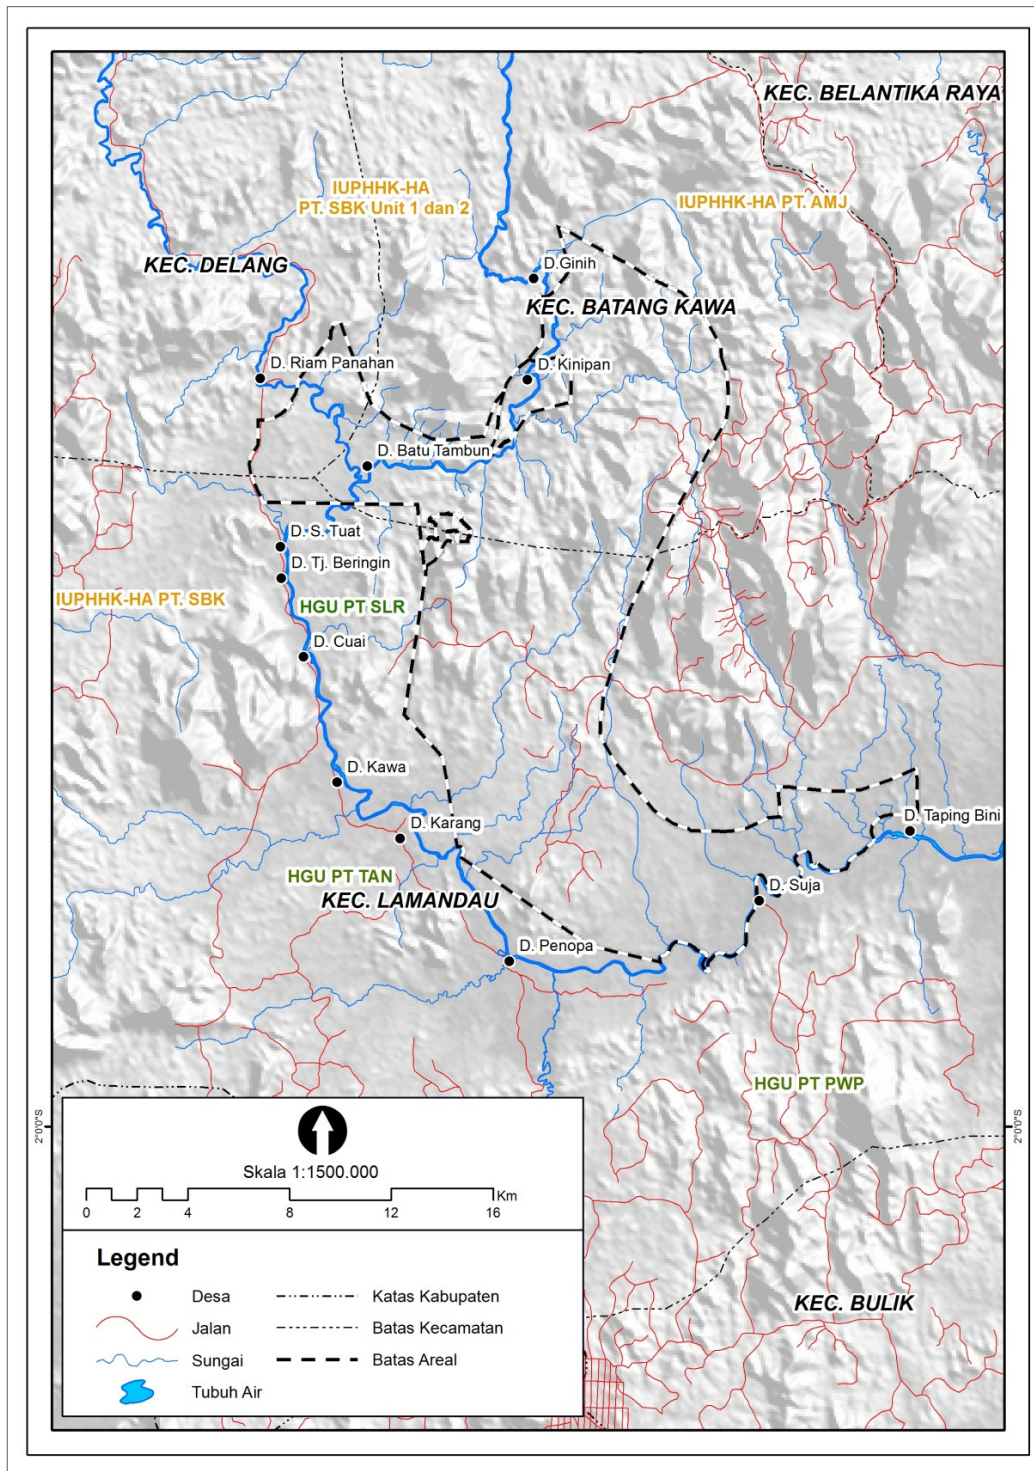 KEC. BELANTIKA RAYA
IUPHHK-HA
PT. SBK Unit 1 dan 2
IUPHHK-HA PT. AMJ
KEC. DELANG
D.Ginih
KEC. BATANG KAWA
D. Riam Panahan
D. Kinipan
D. Batu Tambun
D. S. Tuat
D. Tj. Beringin
IUPHHK-HA PT. SBK
HGU PT SLR
D. Cuai
D. Kawa
D. Karang
D. Taping Bini
HGU PT TAN
D. Suja
KEC. LAMANDAU
D. Penopa
HGU PT PWP
2°0'0"S
2°0'0"S
Skala 1:1500.000
Km
0 2 4 8 12 16
Legend
Desa
Katas Kabupaten
Jalan
Batas Kecamatan
Sungai
Batas Areal
Tubuh Air
KEC. BULIK